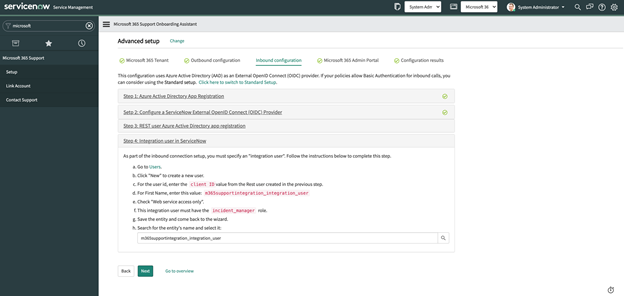 servicenow Service Management
System Adm
Microsoft 36
System Administrator
microsoft
Microsoft 365 Support
Setup
Link Account
Contact Support
Microsoft 365 Support Onboarding Assistant
Advanced setup Change
Microsoft 365 Tenant Outbound configuration Inbound configuration Microsoft 365 Admin Portal Configuration results
This configuration uses Azure Active Directory (AAD) as an External OpenID Connect (OIDC) provider. If your policies allow Basic Authentication for inbound calls, you
can consider using the Standard setup. Click here to switch to Standard Setup.
Step 1: Azure Active Directory App Registration
Setp 2: Configure a ServiceNow External OpenID Connect (OIDC) Provider
Step 3: REST user Azure Active Directory app registration
Step 4: Integration user in ServiceNow
As part of the inbound connection setup, you must specify an "integration user". Follow the instructions below to complete this step.
a. Go to Users.
b. Click "New" to create a new user.
c. For the user id, enter the client ID value from the Rest user created in the previous step.
d. For First Name, enter this value: m365supportintegration_integration_user
e. Check "Web service access only".
f. This integration user must have the incident_manager role.
g. Save the entity and come back to the wizard.
h. Search for the entity's name and select it:
m365supportintegration_integration_user
Back Next Go to overview